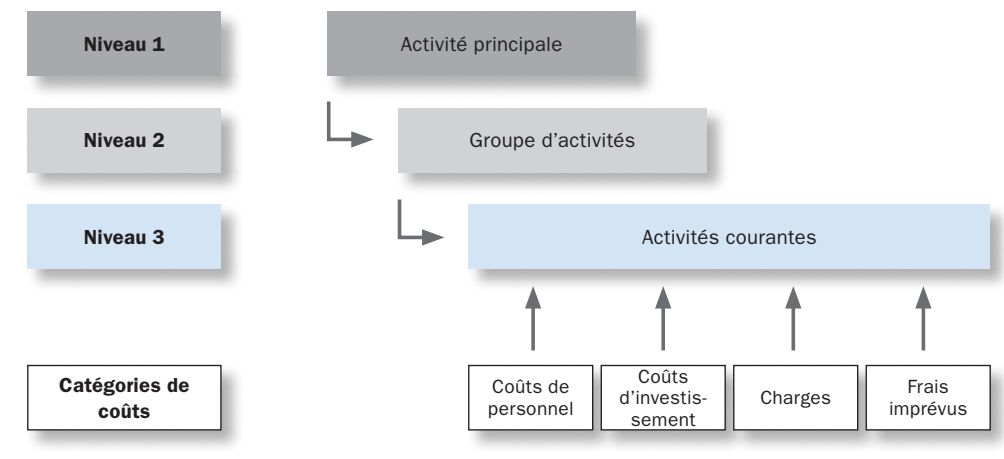 Niveau 1
Activité principale
Niveau 2
Groupe d'activités
Niveau 3
Activités courantes
Catégories de
coûts
Coûts de
personnel
Coûts
d'investis-
sement
Charges
Frais
imprévus